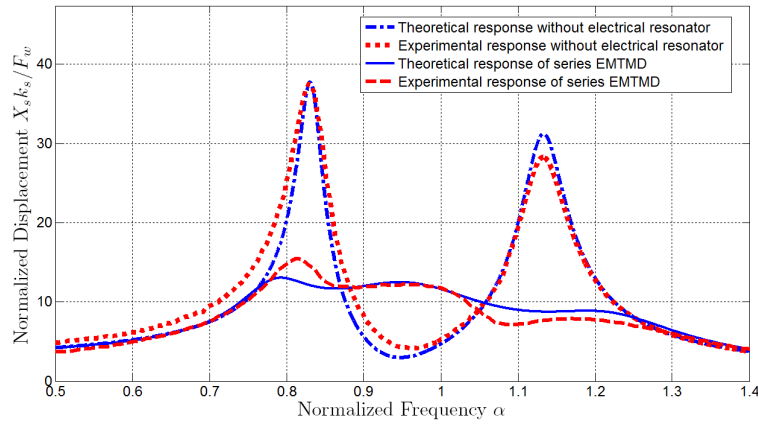 Theoretical response without electrical resonator
Experimental response without electrical resonator
Theoretical response of series EMTMD
Experimental response of series EMTMD
Normalized Displacement X_s k_s/F_w
40
30
20
10
0
0.5 0.6 0.7 0.8 0.9 1 1.1 1.2 1.3 1.4
Normalized Frequency α